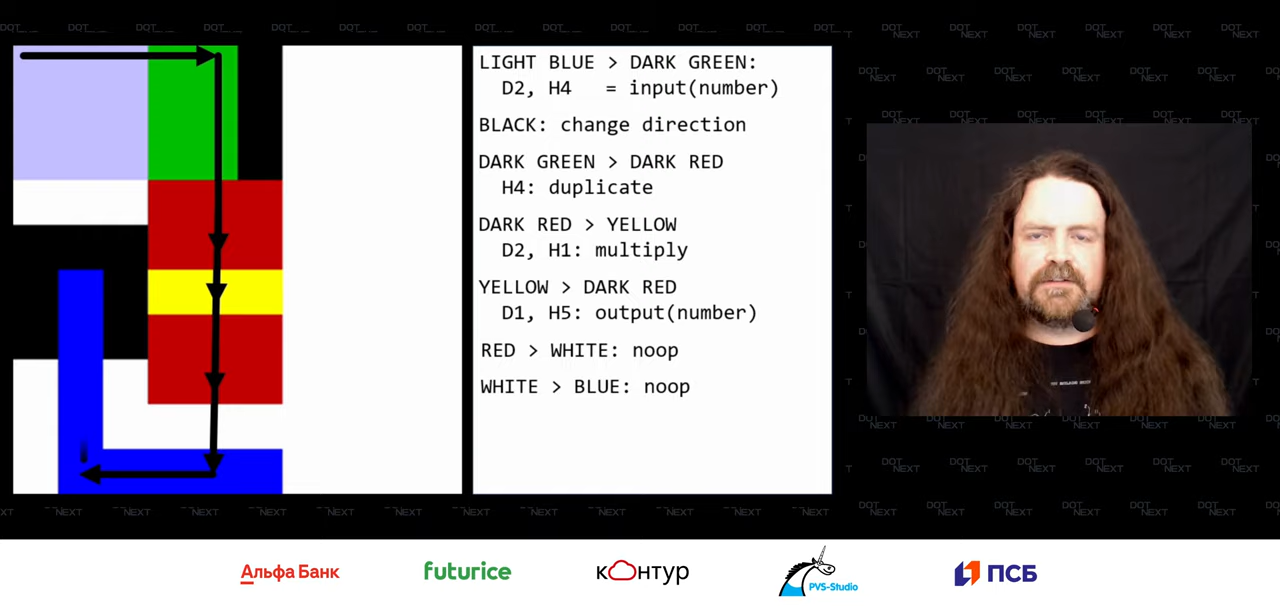 LIGHT BLUE > DARK GREEN:
D2, H4 = input(number)
BLACK: change direction
DARK GREEN > DARK RED
H4: duplicate
DARK RED > YELLOW
D2, H1: multiply
YELLOW > DARK RED
D1, H5: output(number)
RED > WHITE: noop
WHITE > BLUE: noop
Альфа Банк
futurice
контур
PVS-Studio
ПСБ